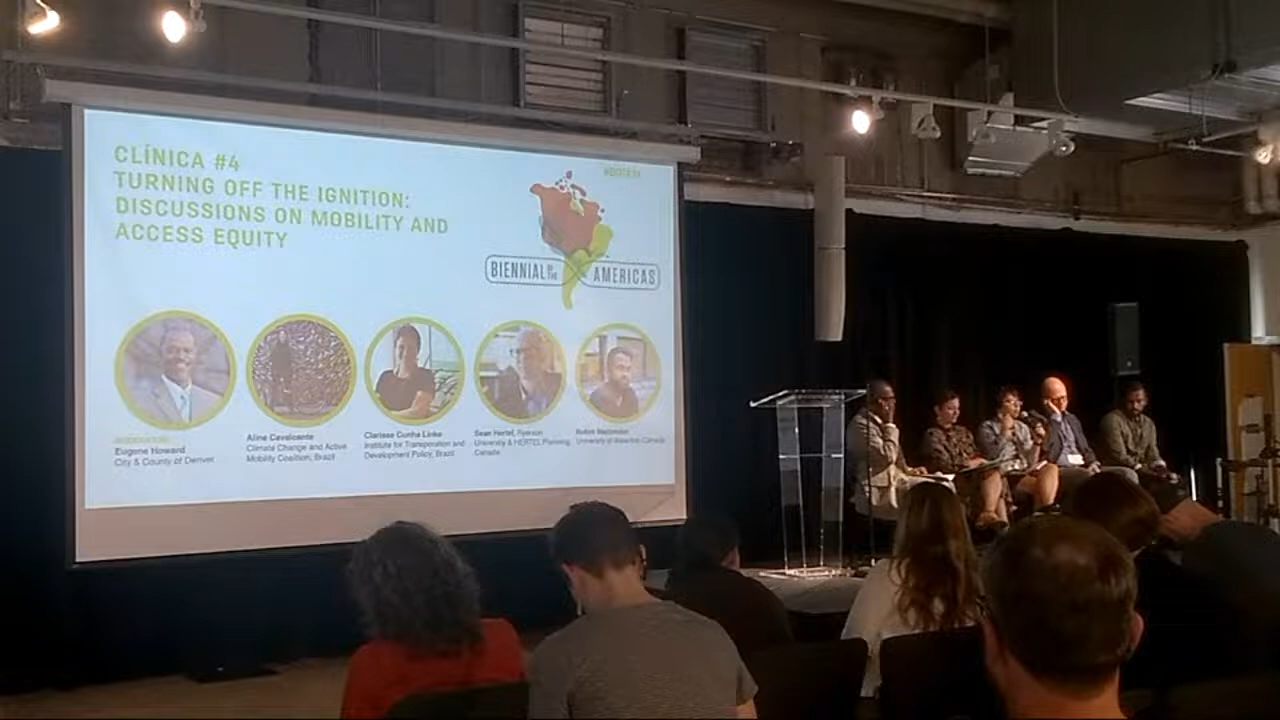 CLÍNICA #4
TURNING OFF THE IGNITION:
DISCUSSIONS ON MOBILITY AND
ACCESS EQUITY
BIENNIAL OF THE AMERICAS
Eugene Howard
City & County of Denver
Aline Cavalcante
Climate Change and Active
Mobility Coalition, Brazil
Clarisse Cunha Linke
Institute for Transporation and
Development Policy, Brazil
Sean Hertel, Ryerson
University & HERTEL Planning
Canada
University of Waterloo, Canada